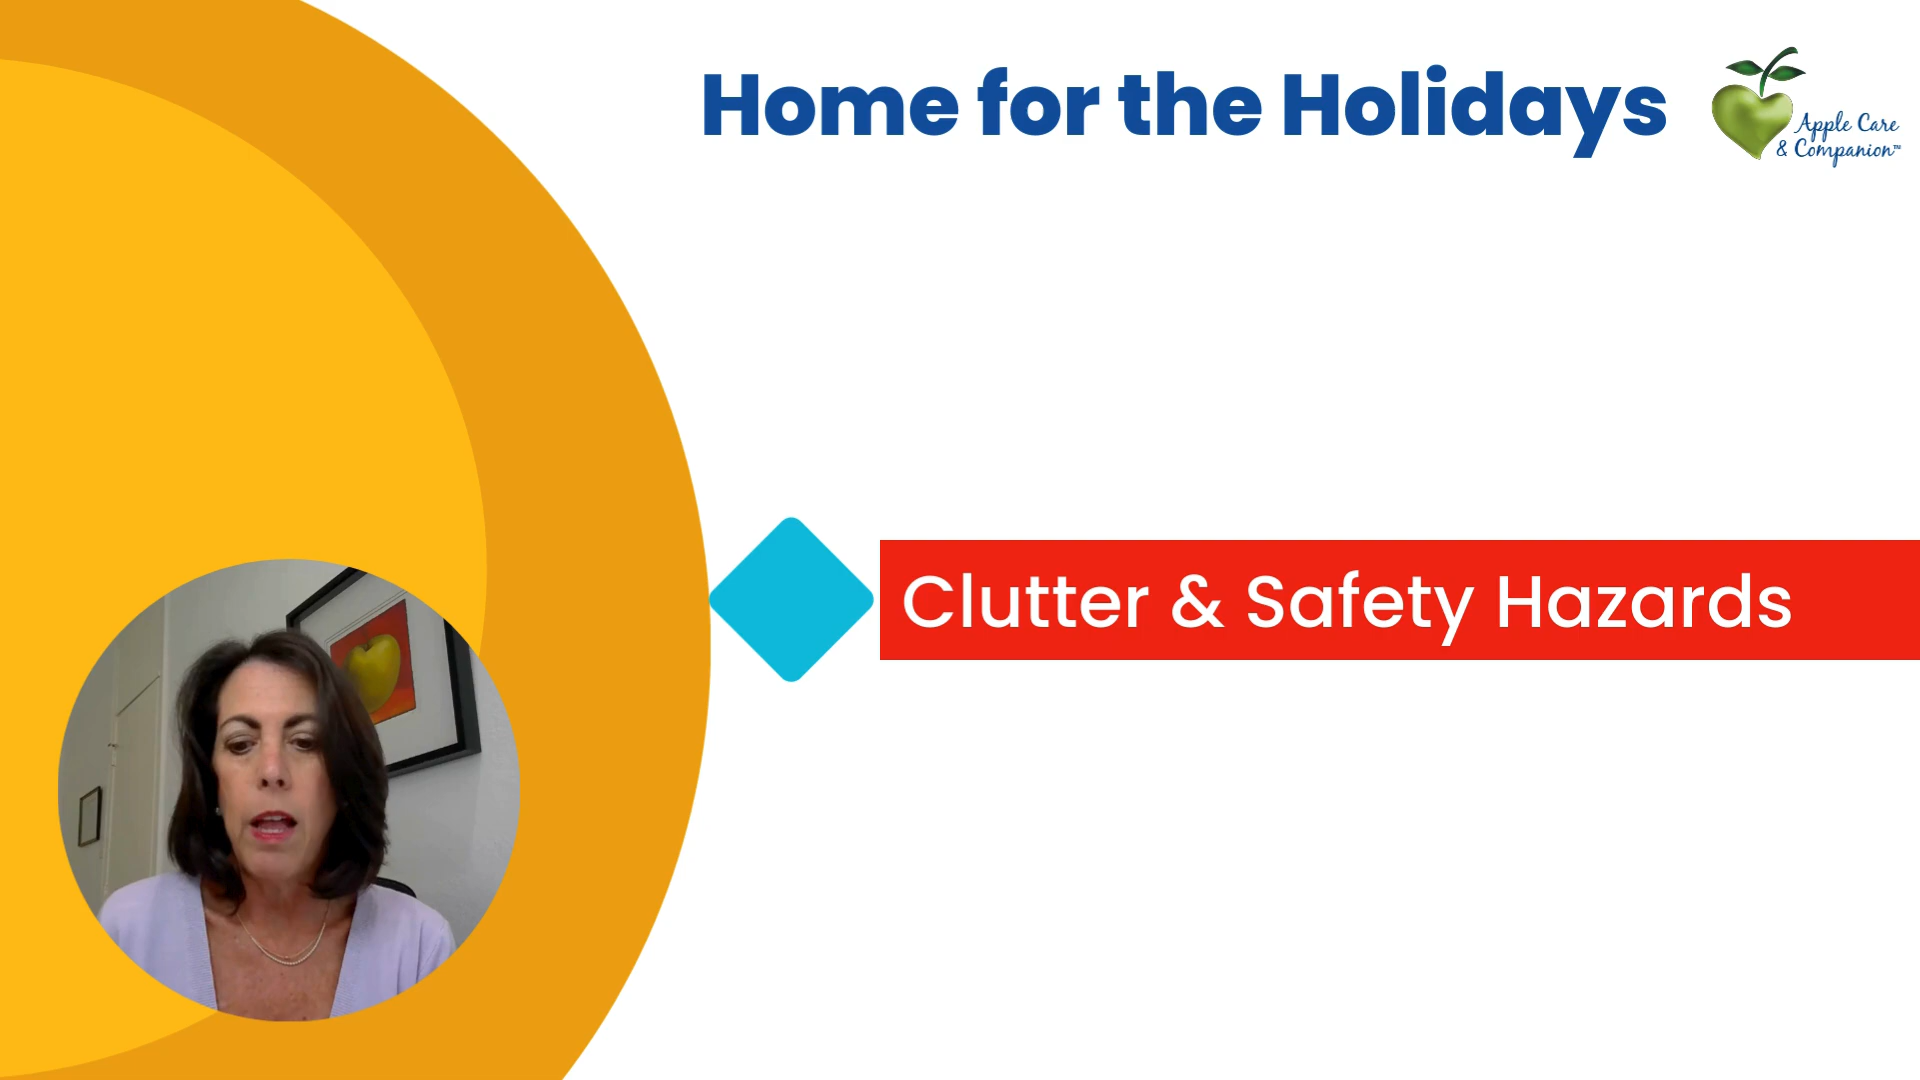 Home for the Holidays
Apple Care
& Companion™
Clutter & Safety Hazards